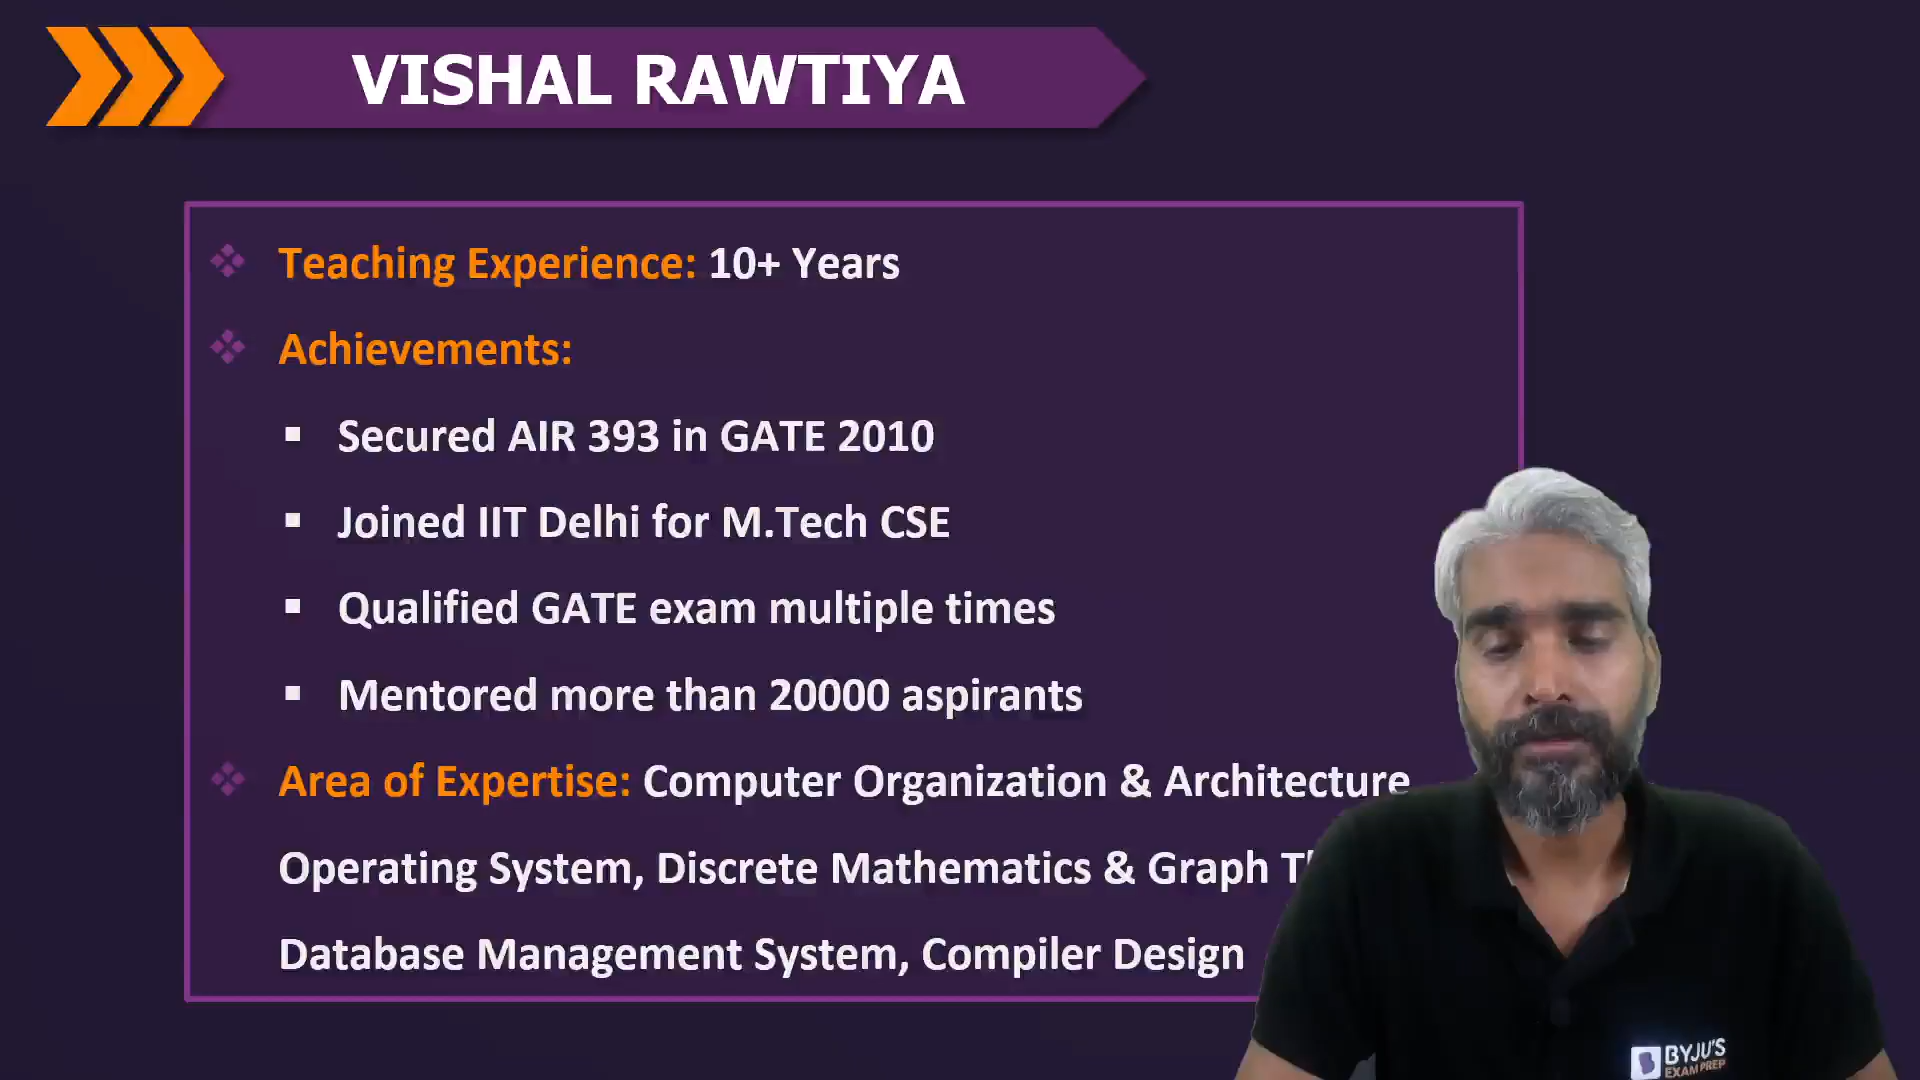 VISHAL RAWTIYA
Teaching Experience: 10+ Years
Achievements:
Secured AIR 393 in GATE 2010
Joined IIT Delhi for M.Tech CSE
Qualified GATE exam multiple times
Mentored more than 20000 aspirants
Area of Expertise: Computer Organization & Architecture
Operating System, Discrete Mathematics & Graph
Database Management System, Compiler Design
BYJU'S
EXAM PREP